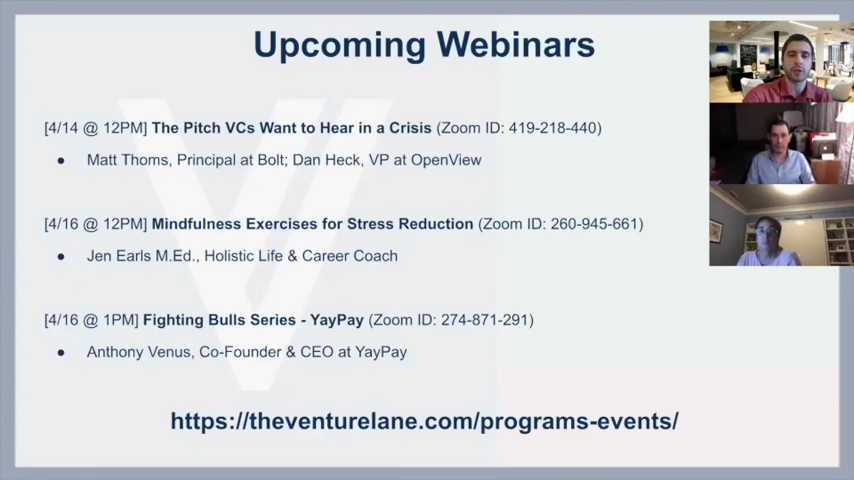 Upcoming Webinars
[4/14 @ 12PM] The Pitch VCs Want to Hear in a Crisis (Zoom ID: 419-218-440)
● Matt Thoms, Principal at Bolt; Dan Heck, VP at OpenView
[4/16 @ 12PM] Mindfulness Exercises for Stress Reduction (Zoom ID: 260-945-661)
● Jen Earls M.Ed., Holistic Life & Career Coach
[4/16 @ 1PM] Fighting Bulls Series - YayPay (Zoom ID: 274-871-291)
● Anthony Venus, Co-Founder & CEO at YayPay
https://theventurelane.com/programs-events/